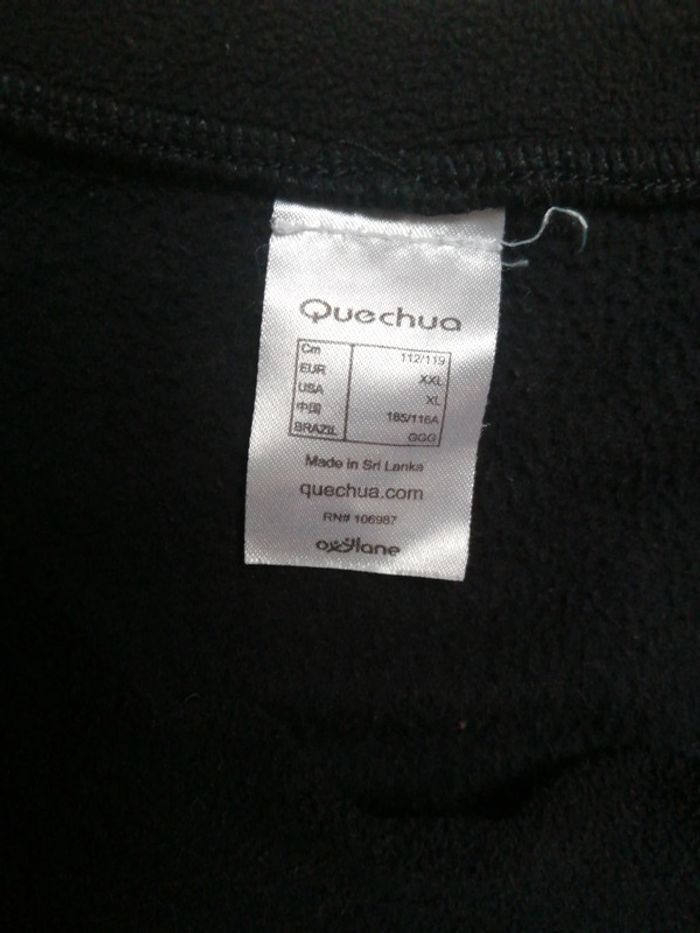 Quechua
Cm 112/119
EUR XXL
USA XL
中国 185/116A
BRAZIL GGG
Made in Sri Lanka
quechua.com
RN# 106987
oxylane